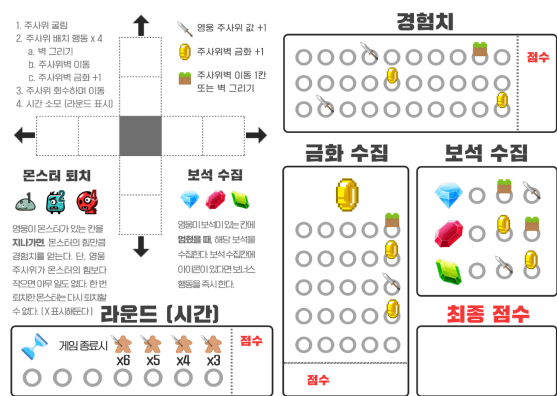 1. 주사위 굴림
2. 주사위 배치 행동 x 4
a. 벽 그리기
b. 주사위벽 이동
c. 주사위벽 금화 +1
3. 주사위 회수하며 이동
4. 시간 소모 (라운드 표시)
영웅 주사위 값 +1
주사위벽 금화 +1
주사위벽 이동 1칸
또는 벽 그리기
몬스터 퇴치
영웅이 몬스터가 있는 칸을
지나가면, 몬스터의 힘만큼
경험치를 얻는다. 단, 영웅
주사위가 몬스터의 힘보다
작으면 아무 일도 없다. 한 번
퇴치한 몬스터는 다시 퇴치할
수 없다. [X 표시해둔다]
보석 수집
영웅이 보석이 있는 칸에
멈췄을 때, 해당 보석을
수집한다. 보석 수집칸에
아이콘이 있다면 보너스
행동을 즉시 한다.
라운드 (시간)
게임 종료시
x6
x5
x4
x3
점수
경험치
점수
금화 수집
점수
보석 수집
최종 점수